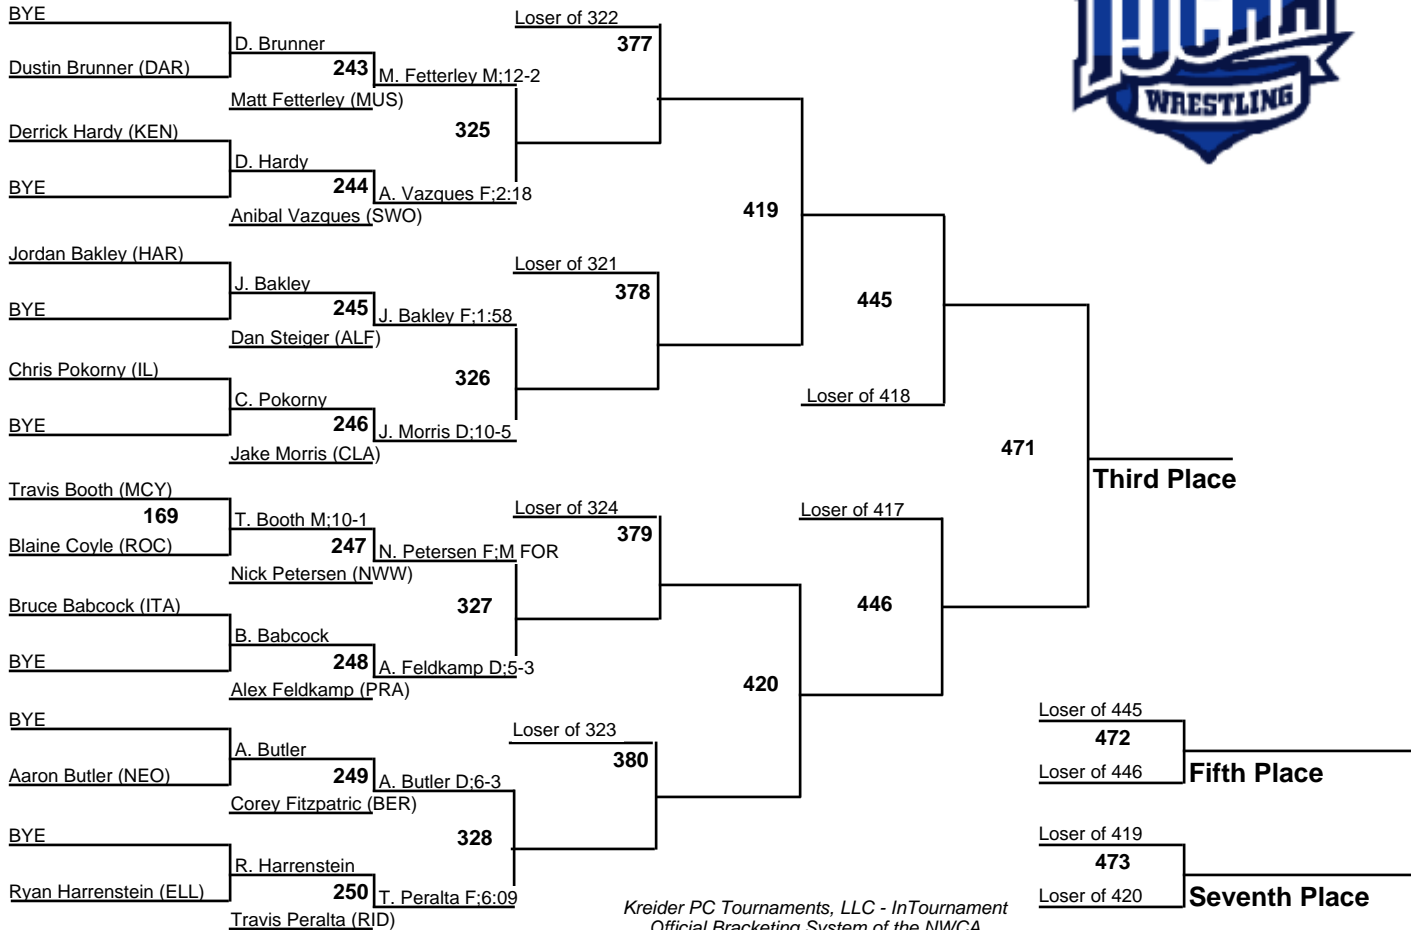 BYE
Dustin Brunner (DAR)
D. Brunner
243
Matt Fetterley (MUS)
M. Fetterley M;12-2
Derrick Hardy (KEN)
BYE
D. Hardy
244
Anibal Vazques (SWO)
A. Vazques F;2:18
325
Loser of 322
377
Jordan Bakley (HAR)
BYE
J. Bakley
245
Dan Steiger (ALF)
J. Bakley F;1:58
Chris Pokorny (IL)
BYE
C. Pokorny
246
Jake Morris (CLA)
J. Morris D;10-5
326
Loser of 321
378
419
445
Loser of 418
Travis Booth (MCY)
169
Blaine Coyle (ROC)
T. Booth M;10-1
247
Nick Petersen (NWW)
N. Petersen F;M FOR
Bruce Babcock (ITA)
BYE
B. Babcock
248
Alex Feldkamp (PRA)
A. Feldkamp D;5-3
327
Loser of 324
379
BYE
Aaron Butler (NEO)
A. Butler
249
Corey Fitzpatric (BER)
A. Butler D;6-3
BYE
Ryan Harrenstein (ELL)
R. Harrenstein
250
Travis Peralta (RID)
T. Peralta F;6:09
328
Loser of 323
380
420
Loser of 417
446
471
Third Place
Loser of 445
472
Loser of 446
Fifth Place
Loser of 419
473
Loser of 420
Seventh Place
NJCAA
WRESTLING
Kreider PC Tournaments, LLC - InTournament
Official Bracketing System of the NWCA